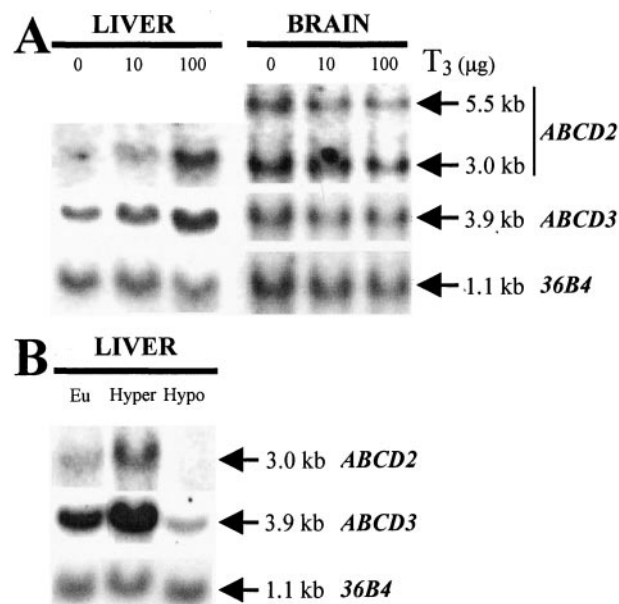 A LIVER BRAIN
0 10 100 0 10 100 T3 (µg)
5.5 kb
ABCD2
3.0 kb
3.9 kb ABCD3
1.1 kb 36B4
B LIVER
Eu Hyper Hypo
3.0 kb ABCD2
3.9 kb ABCD3
1.1 kb 36B4